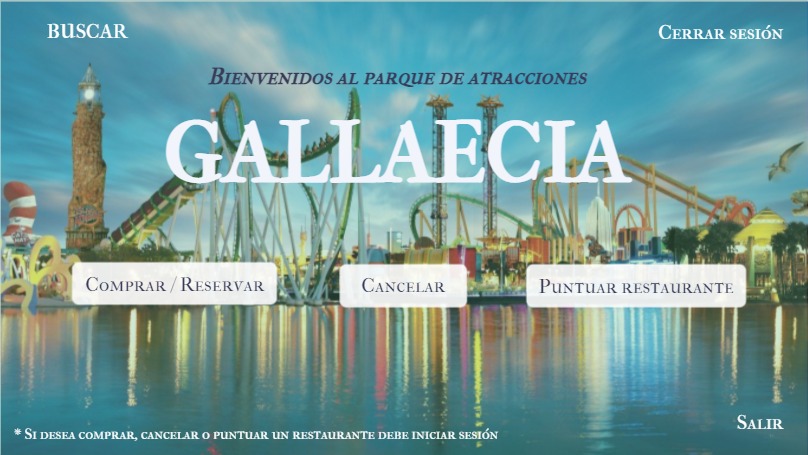 BUSCAR
CERRAR SESIÓN
BIENVENIDOS AL PARQUE DE ATRACCIONES
GALLAECIA
COMPRAR / RESERVAR
CANCELAR
PUNTUAR RESTAURANTE
SALIR
* SI DESEA COMPRAR, CANCELAR O PUNTUAR UN RESTAURANTE DEBE INICIAR SESIÓN